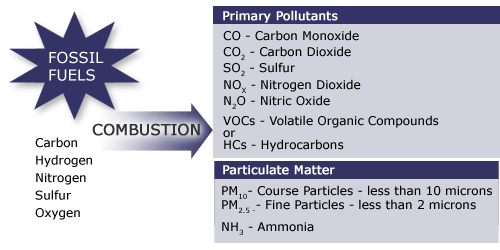 FOSSIL
FUELS
Carbon
Hydrogen
Nitrogen
Sulfur
Oxygen
COMBUSTION
Primary Pollutants
CO - Carbon Monoxide
CO2 - Carbon Dioxide
SO2 - Sulfur
NOX - Nitrogen Dioxide
N2O - Nitric Oxide
VOCs - Volatile Organic Compounds
or
HCs - Hydrocarbons
Particulate Matter
PM10- Course Particles - less than 10 microns
PM2.5 - - Fine Particles - less than 2 microns
NH3 - Ammonia